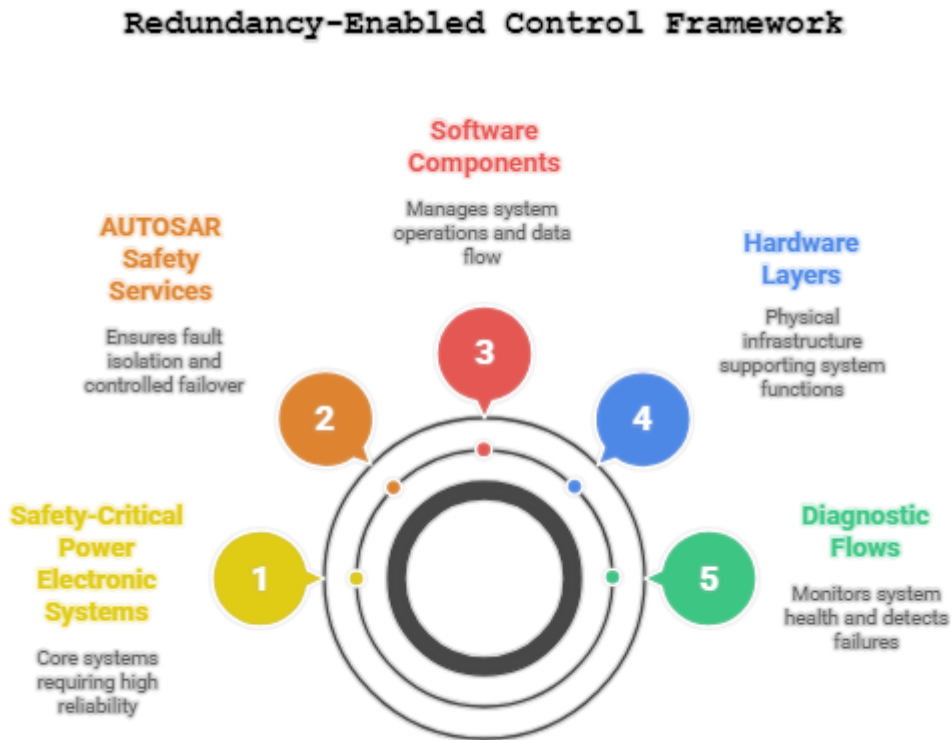 Redundancy-Enabled Control Framework
Software
Components
Manages system
operations and data
flow
AUTOSAR
Safety
Services
Ensures fault
isolation and
controlled failover
Hardware
Layers
Physical
infrastructure
supporting system
functions
3
2
4
Safety-Critical
Power
Electronic
Systems
Core systems
requiring high
reliability
1
5
Diagnostic
Flows
Monitors system
health and detects
failures